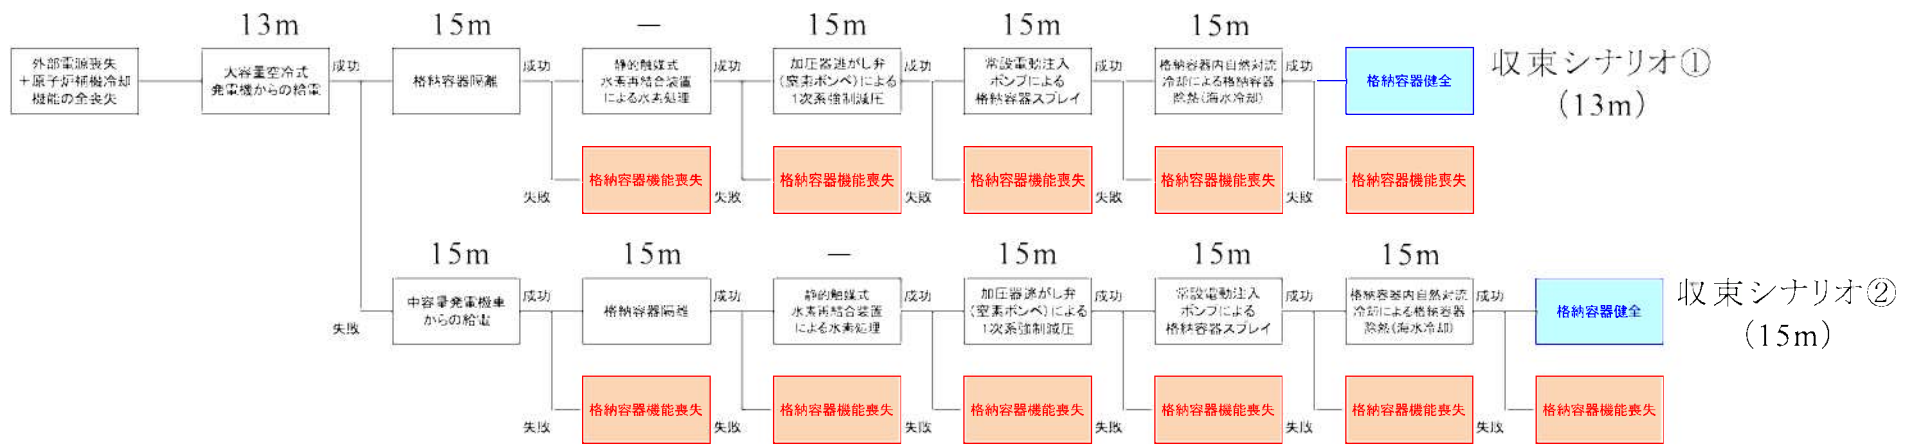 13m
15m
—
15m
15m
15m
外部電源喪失
+原子炉補機冷却
機能の全喪失
大容量空冷式
発電機からの給電
成功
格納容器隔離
成功
静的触媒式
水素再結合装置
による水素処理
成功
加圧器逃がし弁
(窒素ボンベ)による
1次系強制減圧
成功
常設電動注入
ポンプによる
格納容器スプレイ
成功
格納容器内自然対流
冷却による格納容器
除熱(海水冷却)
成功
格納容器健全
収束シナリオ①
(13m)
失敗
格納容器機能喪失
失敗
格納容器機能喪失
失敗
格納容器機能喪失
失敗
格納容器機能喪失
失敗
格納容器機能喪失
15m
15m
—
15m
15m
15m
失敗
中容量発電機車
からの給電
成功
格納容器隔離
成功
静的触媒式
水素再結合装置
による水素処理
成功
加圧器逃がし弁
(窒素ボンベ)による
1次系強制減圧
成功
常設電動注入
ポンプによる
格納容器スプレイ
成功
格納容器内自然対流
冷却による格納容器
除熱(海水冷却)
成功
格納容器健全
収束シナリオ②
(15m)
失敗
格納容器機能喪失
失敗
格納容器機能喪失
失敗
格納容器機能喪失
失敗
格納容器機能喪失
失敗
格納容器機能喪失
失敗
格納容器機能喪失